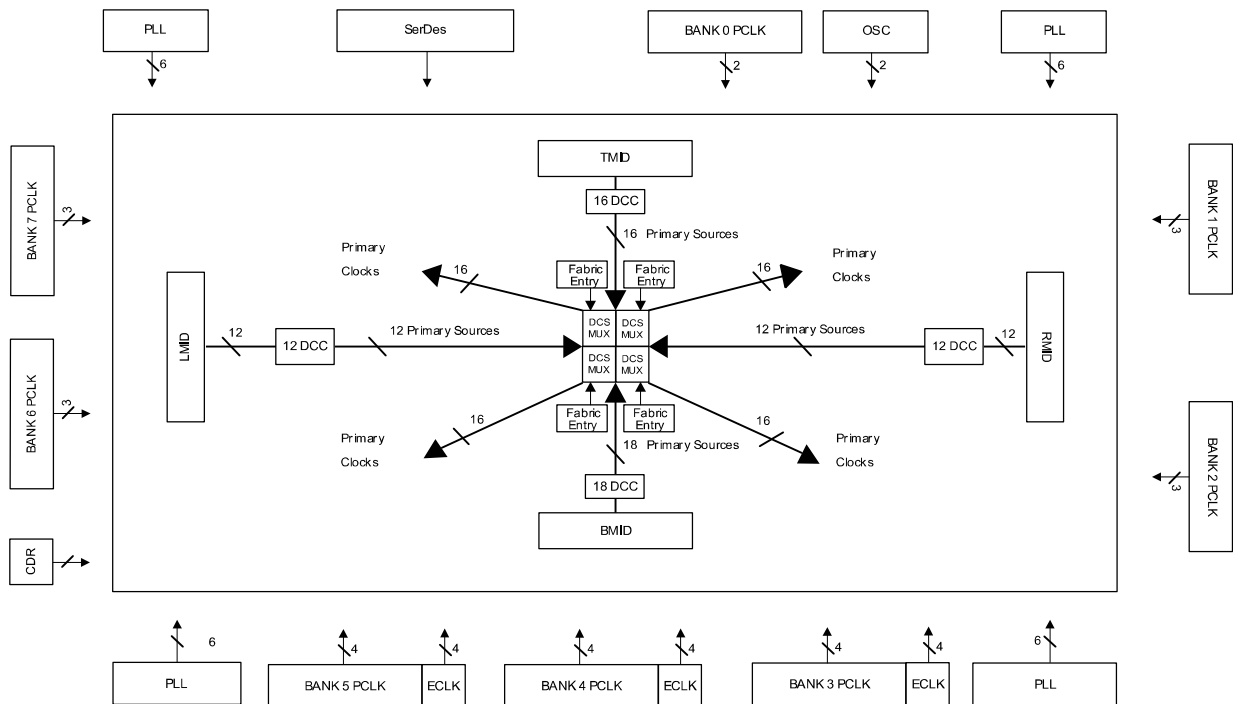 PLL
SerDes
BANK 0 PCLK
OSC
PLL
6
2
2
6
BANK 7 PCLK
3
BANK 1 PCLK
3
TMID
16 DCC
16 Primary Sources
Primary
Clocks
16
Fabric
Entry
Fabric
Entry
16
Primary
Clocks
LMID
12
12 DCC
12 Primary Sources
DCS
MUX
DCS
MUX
DCS
MUX
DCS
MUX
12 Primary Sources
12 DCC
12
RMID
BANK 6 PCLK
3
BANK 2 PCLK
3
Primary
Clocks
16
Fabric
Entry
Fabric
Entry
16
Primary
Clocks
18 Primary Sources
18 DCC
BMID
CDR
6
4
4
4
4
4
4
6
PLL
BANK 5 PCLK
ECLK
BANK 4 PCLK
ECLK
BANK 3 PCLK
ECLK
PLL